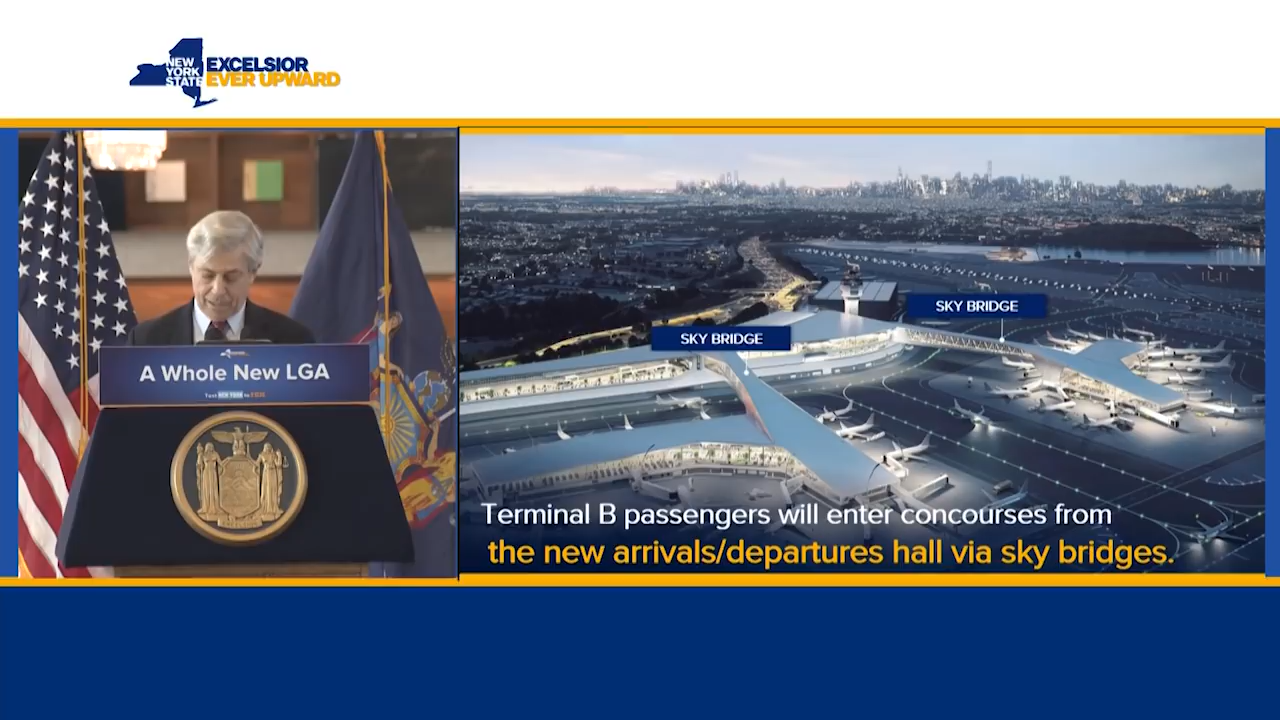 NEW
YORK
STATE
EXCELSIOR
EVER UPWARD
A Whole New LGA
SKY BRIDGE
SKY BRIDGE
Terminal B passengers will enter concourses from
the new arrivals/departures hall via sky bridges.